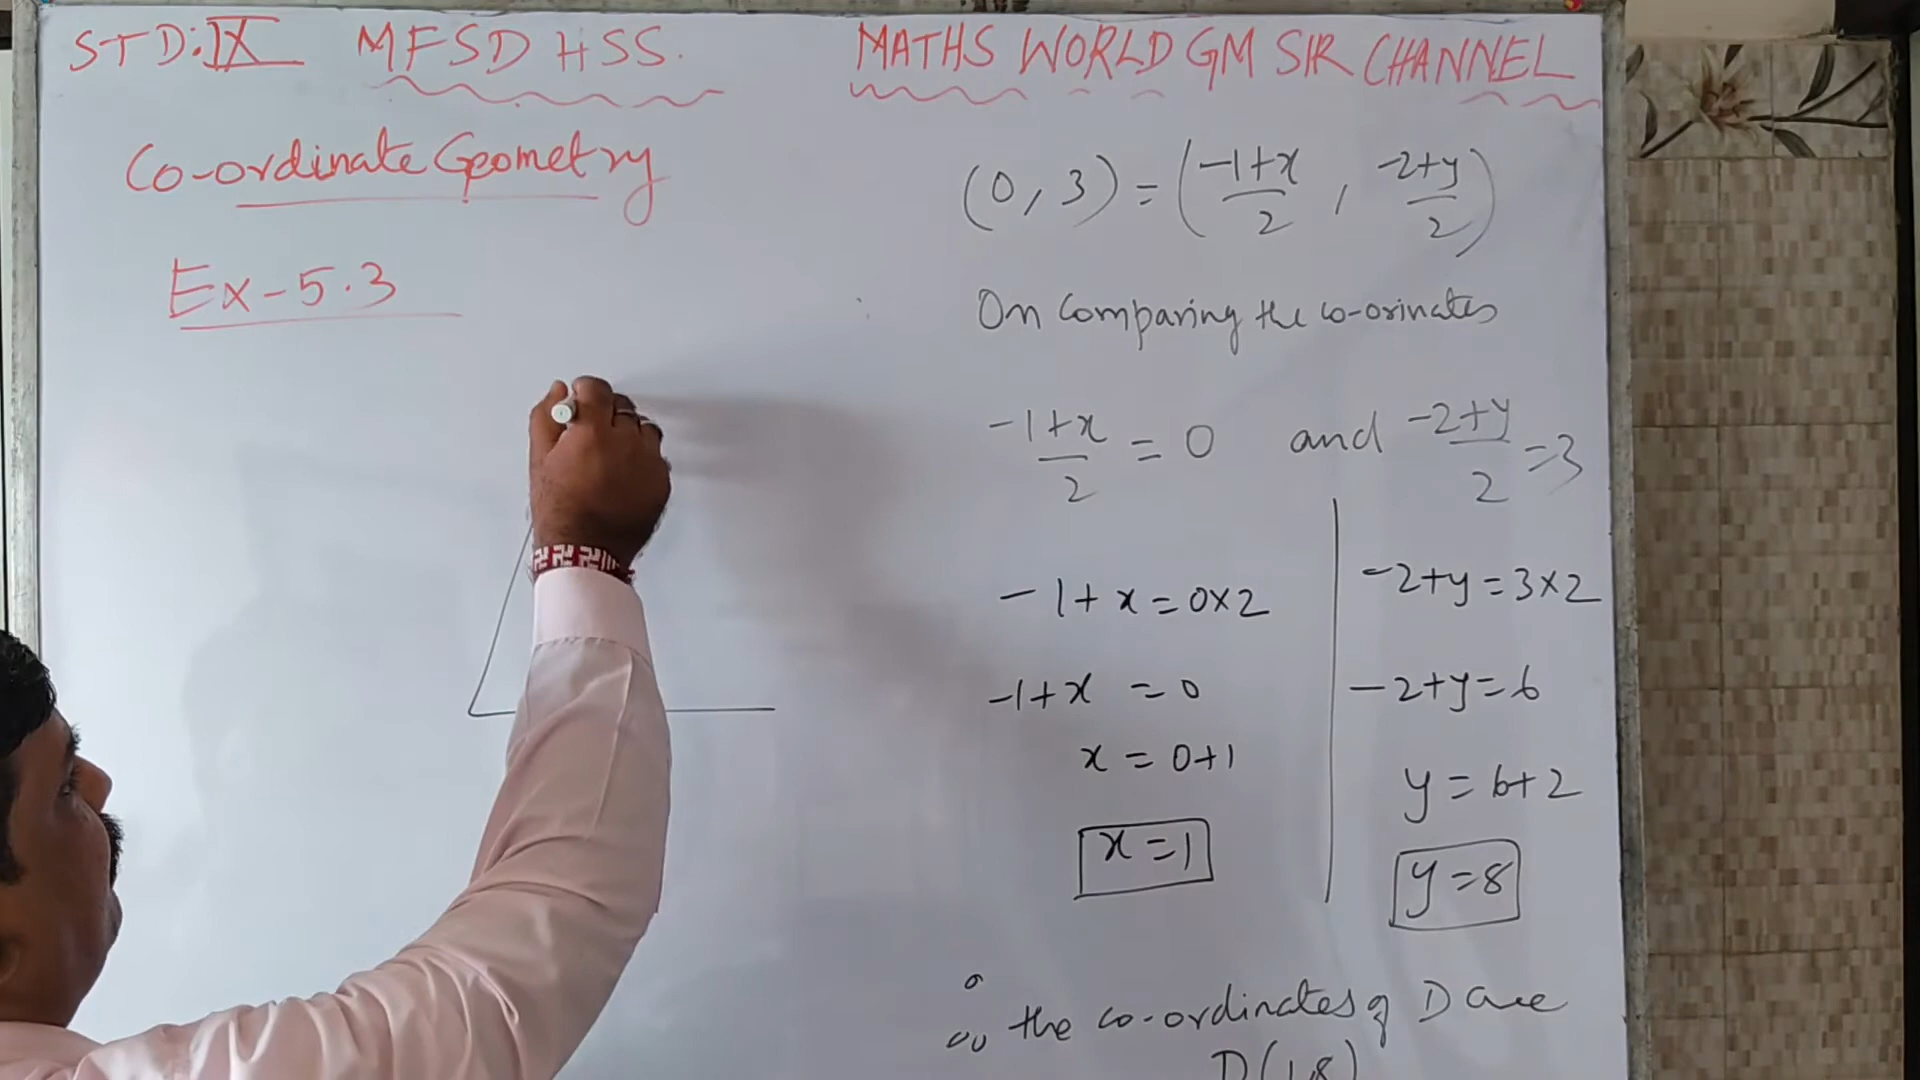 STD: IX MFSD HSS. MATHS WORLD GM SIR CHANNEL
Co-ordinate Geometry
Ex-5.3
(0, 3) = (-1+x/2 , -2+y/2)
On Comparing the co-orinates
-1+x/2 = 0 and -2+y/2 = 3
-1+x = 0×2
-1+x = 0
x = 0+1
x = 1
-2+y = 3×2
-2+y = 6
y = 6+2
y = 8
the co-ordinates of D are
D(1,8)